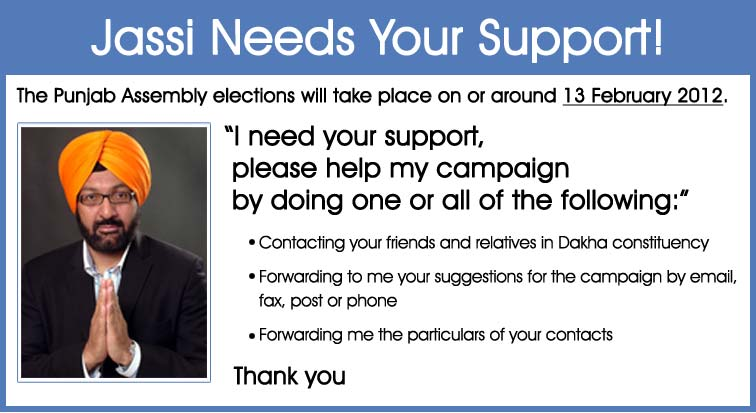 Jassi Needs Your Support!
The Punjab Assembly elections will take place on or around 13 February 2012.
“I need your support,
please help my campaign
by doing one or all of the following:“
• Contacting your friends and relatives in Dakha constituency
• Forwarding to me your suggestions for the campaign by email,
fax, post or phone
• Forwarding me the particulars of your contacts
Thank you